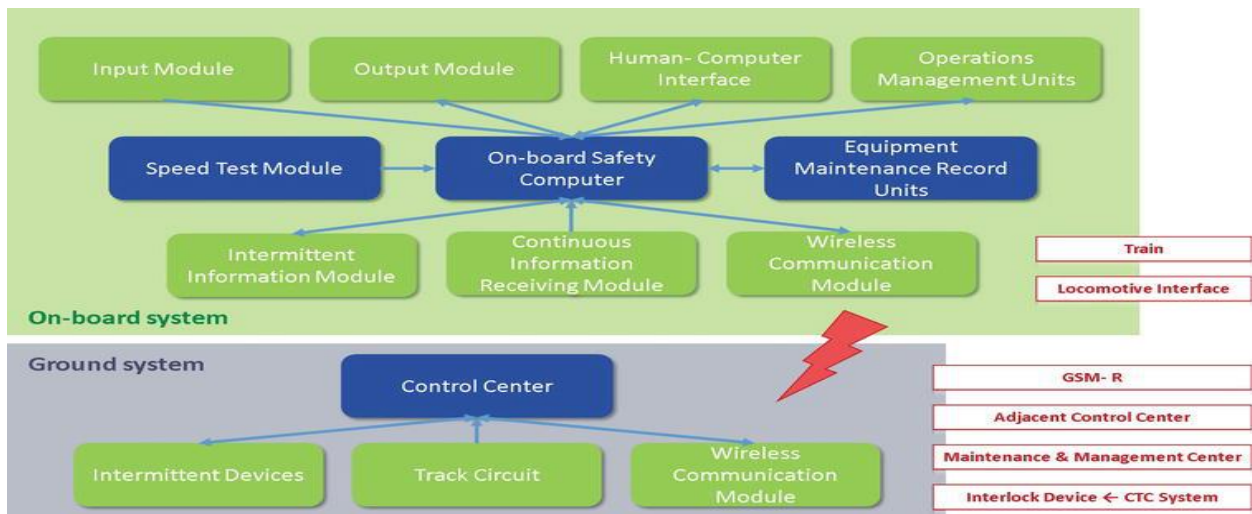 Input Module
Output Module
Human- Computer
Interface
Operations
Management Units
Speed Test Module
On-board Safety
Computer
Equipment
Maintenance Record
Units
Intermittent
Information Module
Continuous
Information
Receiving Module
Wireless
Communication
Module
Train
Locomotive Interface
On-board system
Ground system
Control Center
GSM- R
Adjacent Control Center
Intermittent Devices
Track Circuit
Wireless
Communication
Module
Maintenance & Management Center
Interlock Device ← CTC System